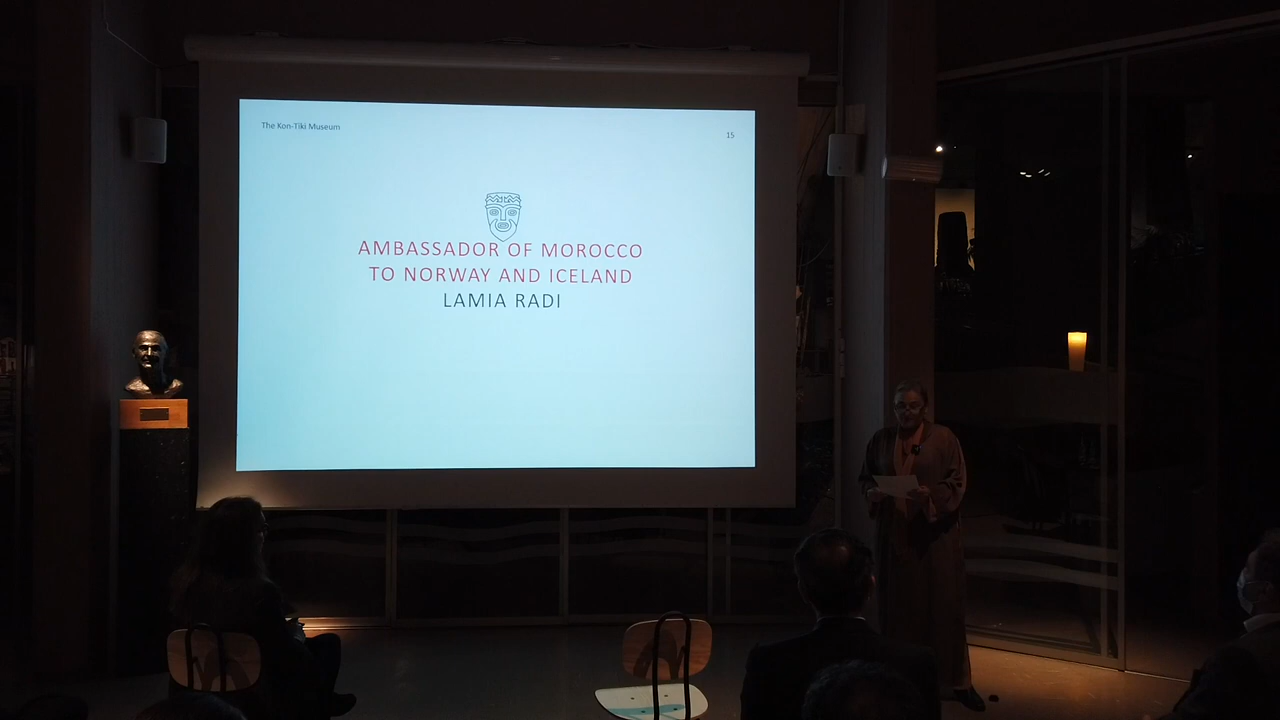 The Kon-Tiki Museum
15
AMBASSADOR OF MOROCCO
TO NORWAY AND ICELAND
LAMIA RADI